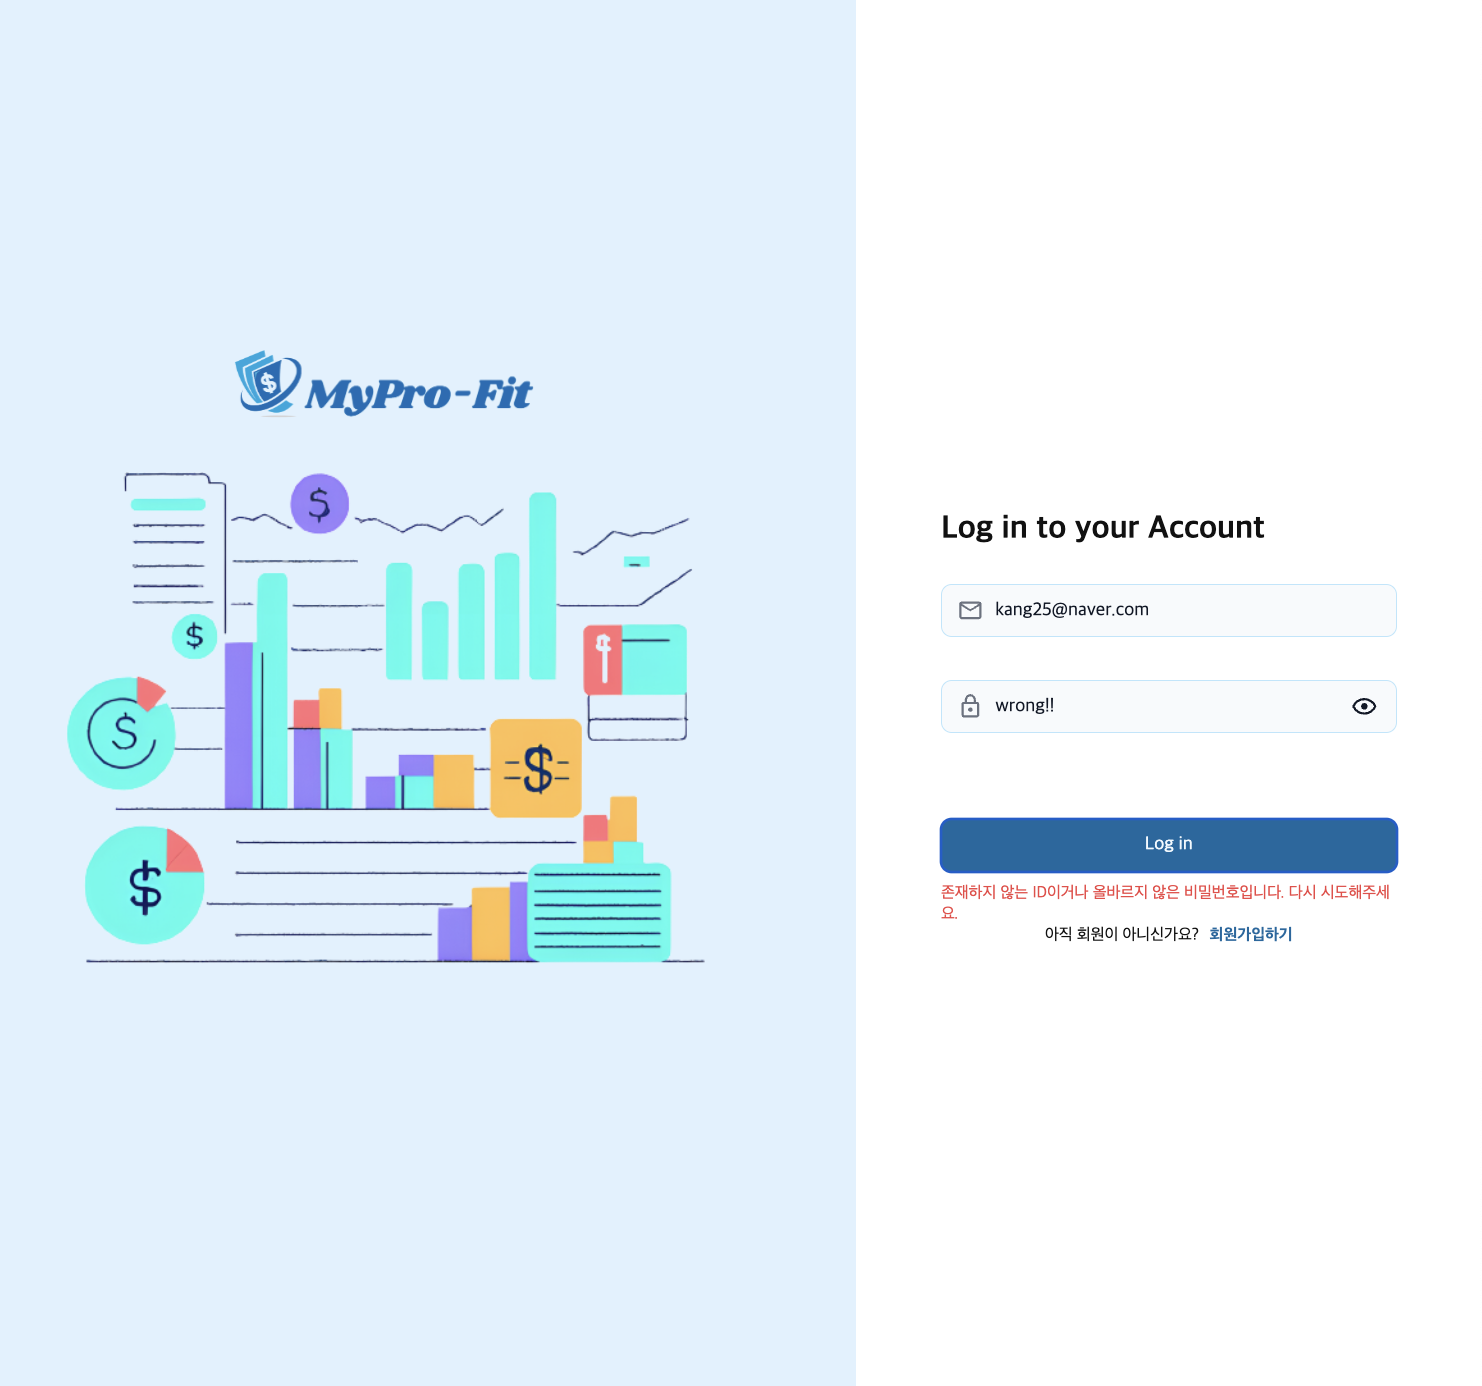 MyPro-Fit
Log in to your Account
kang25@naver.com
wrong!!
Log in
존재하지 않는 ID이거나 올바르지 않은 비밀번호입니다. 다시 시도해주세
요.
아직 회원이 아니신가요? 회원가입하기